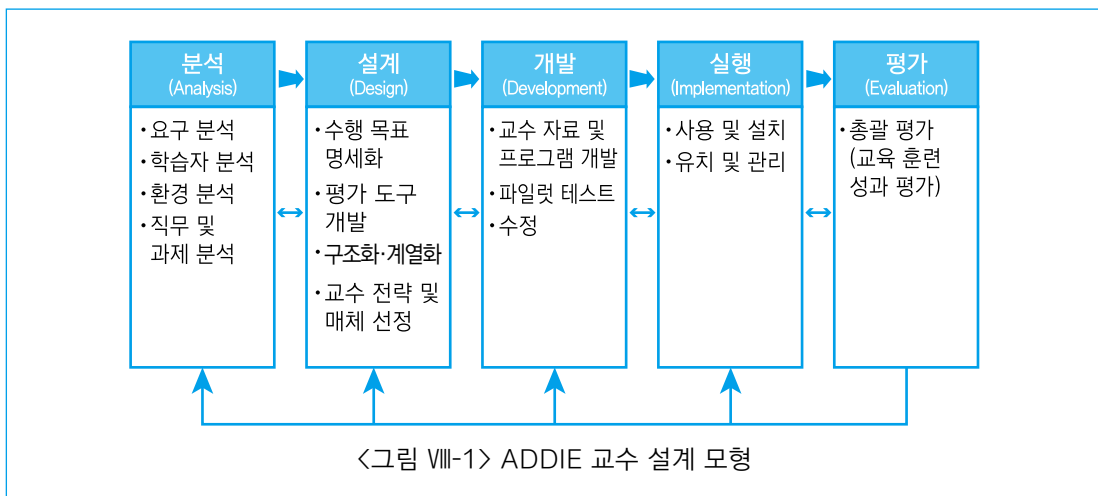 분석
(Analysis)
• 요구 분석
• 학습자 분석
• 환경 분석
• 직무 및
과제 분석
설계
(Design)
• 수행 목표
명세화
• 평가 도구
개발
• 구조화·계열화
• 교수 전략 및
매체 선정
개발
(Development)
• 교수 자료 및
프로그램 개발
• 파일럿 테스트
• 수정
실행
(Implementation)
• 사용 및 설치
• 유치 및 관리
평가
(Evaluation)
• 총괄 평가
(교육 훈련
성과 평가)
<그림 Ⅷ-1> ADDIE 교수 설계 모형